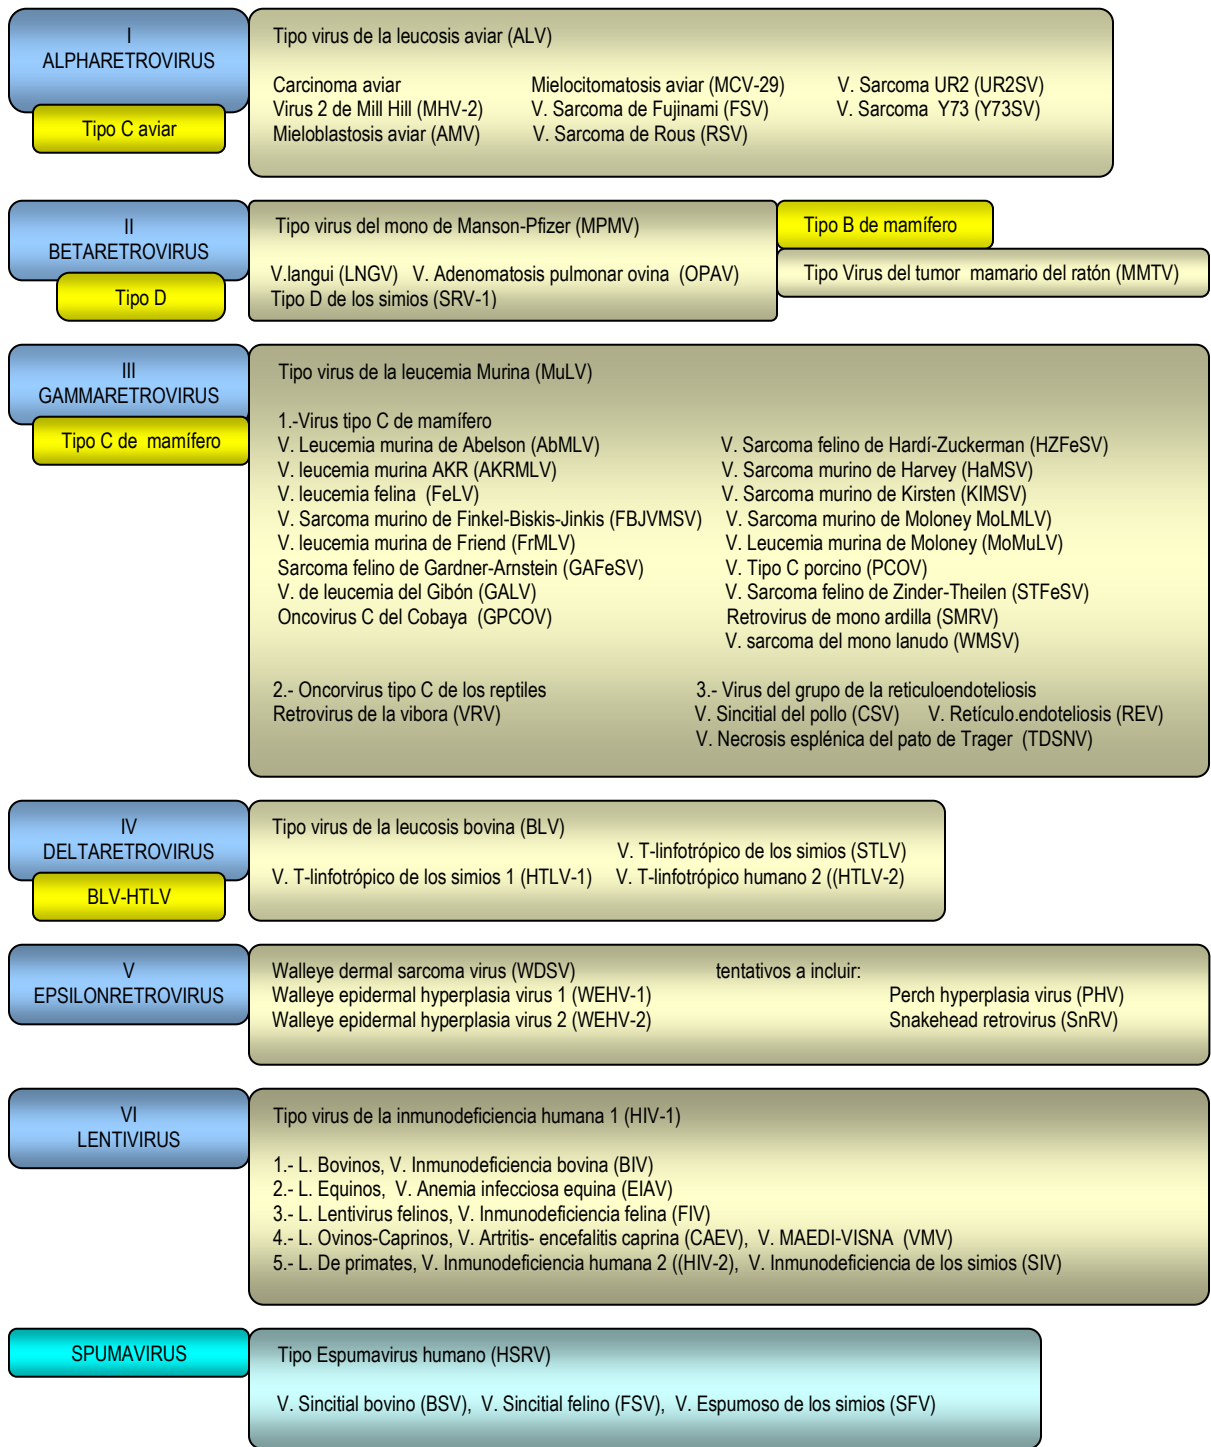 I
ALPHARETROVIRUS
Tipo C aviar
Tipo virus de la leucosis aviar (ALV)
Carcinoma aviar Mielocitomatosis aviar (MCV-29) V. Sarcoma UR2 (UR2SV)
Virus 2 de Mill Hill (MHV-2) V. Sarcoma de Fujinami (FSV) V. Sarcoma Y73 (Y73SV)
Mieloblastosis aviar (AMV) V. Sarcoma de Rous (RSV)
II
BETARETROVIRUS
Tipo D
Tipo virus del mono de Manson-Pfizer (MPMV)
V.langui (LNGV) V. Adenomatosis pulmonar ovina (OPAV)
Tipo D de los simios (SRV-1)
Tipo B de mamífero
Tipo Virus del tumor mamario del ratón (MMTV)
III
GAMMARETROVIRUS
Tipo C de mamífero
Tipo virus de la leucemia Murina (MuLV)
1.-Virus tipo C de mamífero
V. Leucemia murina de Abelson (AbMLV) V. Sarcoma felino de Hardí-Zuckerman (HZFeSV)
V. leucemia murina AKR (AKRMLV) V. Sarcoma murino de Harvey (HaMSV)
V. leucemia felina (FeLV) V. Sarcoma murino de Kirsten (KIMSV)
V. Sarcoma murino de Finkel-Biskis-Jinkis (FBJVMSV) V. Sarcoma murino de Moloney MoLMLV)
V. leucemia murina de Friend (FrMLV) V. Leucemia murina de Moloney (MoMuLV)
Sarcoma felino de Gardner-Arnstein (GAFeSV) V. Tipo C porcino (PCOV)
V. de leucemia del Gibón (GALV) V. Sarcoma felino de Zinder-Theilen (STFeSV)
Oncovirus C del Cobaya (GPCOV) Retrovirus de mono ardilla (SMRV)
V. sarcoma del mono lanudo (WMSV)
2.- Oncorvirus tipo C de los reptiles 3.- Virus del grupo de la reticuloendoteliosis
Retrovirus de la vibora (VRV) V. Sincitial del pollo (CSV) V. Retículo.endoteliosis (REV)
V. Necrosis esplénica del pato de Trager (TDSNV)
IV
DELTARETROVIRUS
BLV-HTLV
Tipo virus de la leucosis bovina (BLV)
V. T-linfotrópico de los simios (STLV)
V. T-linfotrópico de los simios 1 (HTLV-1) V. T-linfotrópico humano 2 ((HTLV-2)
V
EPSILONRETROVIRUS
Walleye dermal sarcoma virus (WDSV) tentativos a incluir:
Walleye epidermal hyperplasia virus 1 (WEHV-1) Perch hyperplasia virus (PHV)
Walleye epidermal hyperplasia virus 2 (WEHV-2) Snakehead retrovirus (SnRV)
VI
LENTIVIRUS
Tipo virus de la inmunodeficiencia humana 1 (HIV-1)
1.- L. Bovinos, V. Inmunodeficiencia bovina (BIV)
2.- L. Equinos, V. Anemia infecciosa equina (EIAV)
3.- L. Lentivirus felinos, V. Inmunodeficiencia felina (FIV)
4.- L. Ovinos-Caprinos, V. Artritis- encefalitis caprina (CAEV), V. MAEDI-VISNA (VMV)
5.- L. De primates, V. Inmunodeficiencia humana 2 ((HIV-2), V. Inmunodeficiencia de los simios (SIV)
SPUMAVIRUS
Tipo Espumavirus humano (HSRV)
V. Sincitial bovino (BSV), V. Sincitial felino (FSV), V. Espumoso de los simios (SFV)